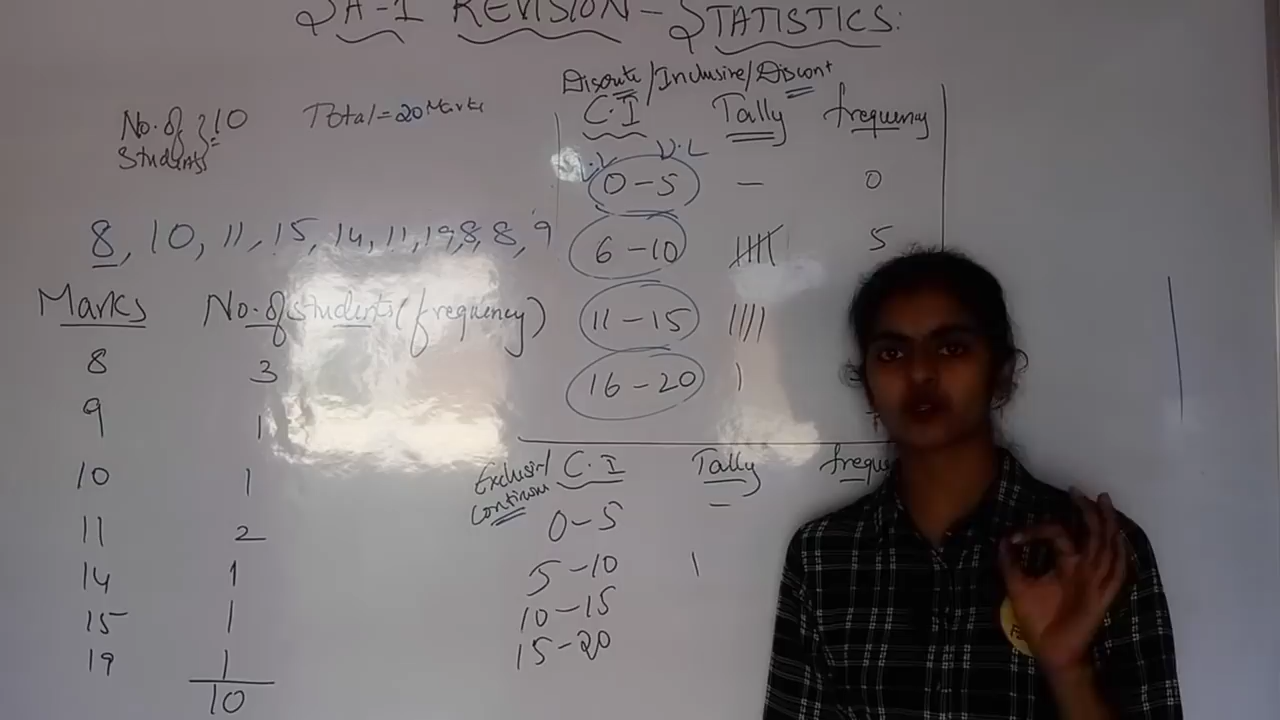 SA-1 REVISION - STATISTICS:
No. of Students } 10
Total = 20 Marks
8, 10, 11, 15, 14, 11, 19, 8, 8, 9
Marks No. of students (frequency)
8 3
9 1
10 1
11 2
14 1
15 1
19 1
10
Discrete / Inclusive / Discont
C.I Tally frequency
U.L
0-5 — 0
6-10 5
11-15 ||||
16-20 |
Exclusive/ Continuous
C.I Tally
0-5 —
5-10 |
10-15
15-20